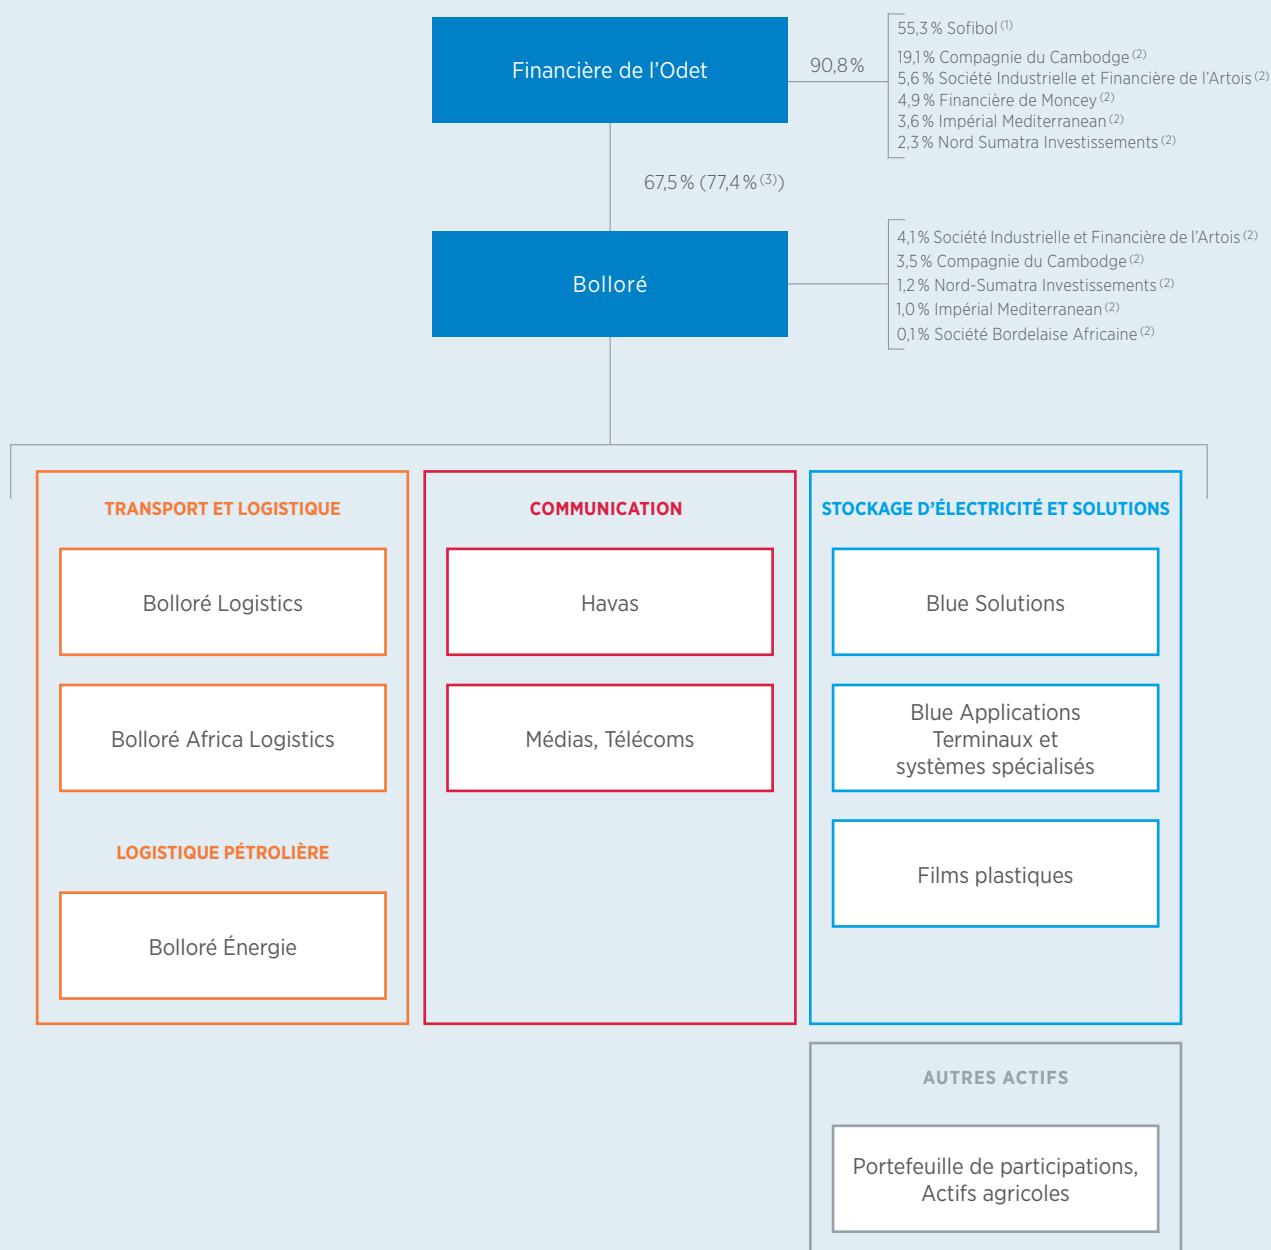 Financière de l’Odet
90,8 %
55,3 % Sofibol (1)
19,1 % Compagnie du Cambodge (2)
5,6 % Société Industrielle et Financière de l’Artois (2)
4,9 % Financière de Moncey (2)
3,6 % Impérial Mediterranean (2)
2,3 % Nord Sumatra Investissements (2)
67,5 % (77,4 % (3))
Bolloré
4,1 % Société Industrielle et Financière de l’Artois (2)
3,5 % Compagnie du Cambodge (2)
1,2 % Nord-Sumatra Investissements (2)
1,0 % Impérial Mediterranean (2)
0,1 % Société Bordelaise Africaine (2)
TRANSPORT ET LOGISTIQUE
Bolloré Logistics
Bolloré Africa Logistics
LOGISTIQUE PÉTROLIÈRE
Bolloré Énergie
COMMUNICATION
Havas
Médias, Télécoms
STOCKAGE D’ÉLECTRICITÉ ET SOLUTIONS
Blue Solutions
Blue Applications
Terminaux et
systèmes spécialisés
Films plastiques
AUTRES ACTIFS
Portefeuille de participations,
Actifs agricoles